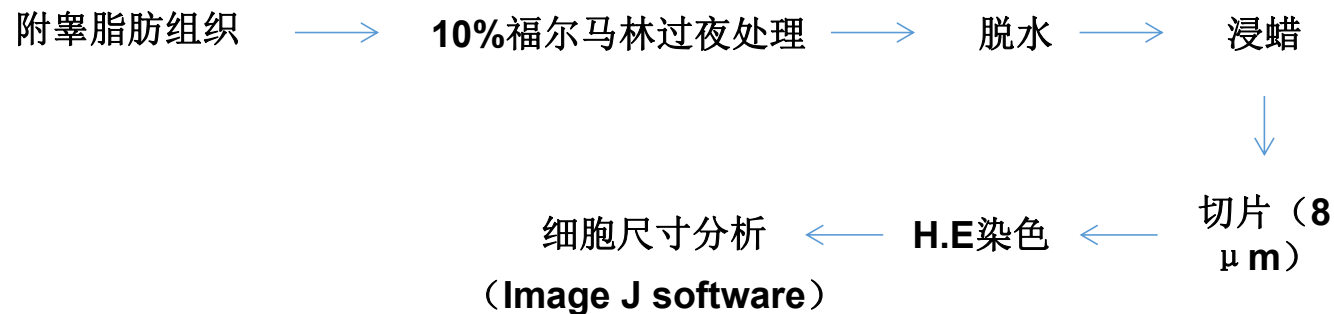 附睾脂肪组织
10%福尔马林过夜处理
脱水
浸蜡
切片（8
μm）
H.E染色
细胞尺寸分析
（Image J software）